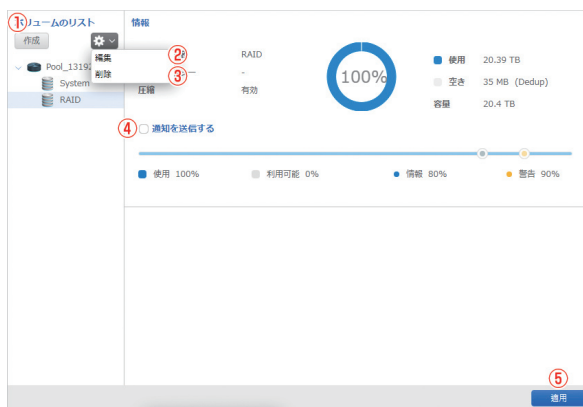 ①
ボリュームのリスト
情報
作成
編集 ②
削除 ③
RAID
-
圧縮 有効
Pool_13192
System
RAID
100%
使用 20.39 TB
空き 35 MB (Dedup)
容量 20.4 TB
④ 通知を送信する
使用 100% 利用可能 0% 情報 80% 警告 90%
⑤
適用